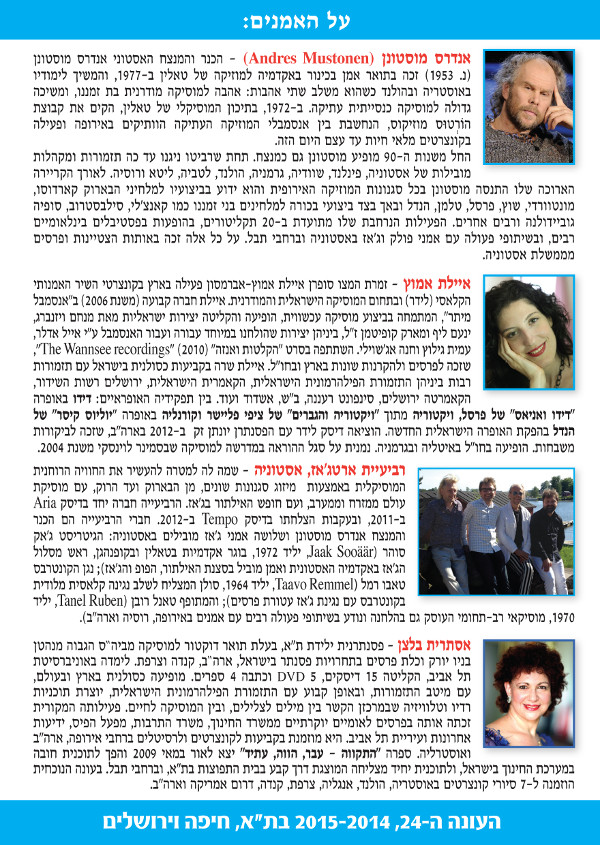 על האמנים:
אנדרס מוסטונן (Andres Mustonen) - הכנר והמנצח האסטוני אנדרס מוסטונן
(נ. 1953) זכה בתואר אמן בכינור באקדמיה למוזיקה של טאלין ב-1977, והמשיך לימודיו
באוסטריה ובהולנד כשהוא משלב שתי אהבות: אהבה למוסיקה מודרנית בת זמננו, ומשיכה
גדולה למוסיקה כנסייתית עתיקה. ב-1972, בתיכון המוסיקלי של טאלין, הקים את קבוצת
הוֹרְטוּס מוזיקוס, הנחשבת בין אנסמבלי המוזיקה העתיקה הוותיקים באירופה ופעילה
בקונצרטים מלאי חיות עד עצם היום הזה.
החל משנות ה-90 מופיע מוסטונן גם כמנצח. תחת שרביטו ניגנו עד כה תזמורות ומקהלות
מובילות של אסטוניה, פינלנד, שוודיה, גרמניה, הולנד, לטביה, ליטא ורוסיה. לאורך הקריירה
הארוכה שלו התנסה מוסטונן בכל סגנונות המוזיקה האירופית והוא ידוע בביצועיו למלחיני הבארוק קארדוסו,
מונטוורדי, שוץ, פרסל, טלמן, הנדל ובאך בצד ביצועי בכורה למלחינים בני זמננו כמו קאנצ'לי, סילבסטרוב, סופיה
גוביידולנה ורבים אחרים. הפעילות הנרחבת שלו מתועדת ב-20 תקליטורים, בהופעות בפסטיבלים בינלאומיים
רבים, ובשיתופי פעולה עם אמני פולק וג'אז באסטוניה וברחבי תבל. על כל אלה זכה באותות הצטיינות ופרסים
מממשלת אסטוניה.
איילת אמוץ - זמרת המצו סופרן איילת אמוץ-אברמסון פעילה בארץ בקונצרטי השיר האמנותי
הקלאסי (לידר) ובתחום המוסיקה הישראלית והמודרנית. איילת חברה קבועה (משנת 2006) ב"אנסמבל
מיתר", המתמחה בביצוע מוסיקה עכשווית, הופיעה והקליטה יצירות ישראליות מאת מנחם ויזנברג,
ינעם ליף ומארק קופיטמן ז"ל, ביניהן יצירות שהולחנו במיוחד עבורה ועבור האנסמבל ע"י אייל אדלר,
עמית גילוץ וחנה אג'שוילי. השתתפה בסרט "הקלטות ואנזה" (2010) "The Wannsee recordings",
שזכה לפרסים ולהקרנות שונות בארץ ובחו"ל. איילת שרה בקביעות כסולנית בישראל עם תזמורות
רבות ביניהן התזמורת הפילהרמונית הישראלית, הקאמרית הישראלית, ירושלים רשות השידור,
הקאמרטה ירושלים, סינפונט רעננה, ב"ש, אשדוד ועוד. בין תפקידיה האופראיים: דידו באופרה
"דידו ואניאס" של פרסל, ויקטוריה מתוך "ויקטוריה והגברים" של ציפי פליישר וקורנליה באופרה "יוליוס קיסר" של
הנדל בהפקת האופרה הישראלית החדשה. הוציאה דיסק לידר עם הפסנתרן יונתן זק ב-2012 בארה"ב, שזכה לביקורות
משבחות. הופיעה בחו"ל באיטליה ובגרמניה. נמנית על סגל ההוראה במדרשה למוסיקה שבסמינר לוינסקי משנת 2004.
רביעיית ארטג'אז, אסטוניה - שמה לה למטרה להעשיר את החוויה הרוחנית
המוסיקלית באמצעות מיזוג סגנונות שונים, מן הבארוק ועד הרוק, עם מוסיקת
עולם ממזרח וממערב, ועם חופש האילתור בג'אז. הרביעייה חברה יחד בדיסק Aria
ב-2011, ובעקבות הצלחתו בדיסק Tempo ב-2012. חברי הרביעייה הם הכנר
והמנצח אנדרס מוסטונן ושלושה אמני ג'אז מובילים באסטוניה: הגיטריסט ג'אק
סוהר (Jaak Sooäär, יליד 1972, בוגר אקדמיות בטאלין ובקופנהגן, ראש מסלול
הג'אז באקדמיה האסטונית ואמן מוביל בסצנת האילתור, הפופ והג'אז); נגן הקונטרבס
טאבו רמל (Taavo Remmel, יליד 1964, סולן המצליח לשלב נגינה קלאסית מלודית
בקונטרבס עם נגינת ג'אז עטורת פרסים); והמתופף טאנל רובן (Tanel Ruben, יליד
1970, מוסיקאי רב-תחומי העוסק גם בהלחנה ונודע בשיתופי פעולה רבים עם אמנים באירופה, רוסיה וארה"ב).
אסתרית בלצן - פסנתרנית ילידת ת"א, בעלת תואר דוקטור למוסיקה מביה"ס הגבוה מנהטן
בניו יורק וכלת פרסים בתחרויות פסנתר בישראל, ארה"ב, קנדה וצרפת. לימדה באוניברסיטת
תל אביב, הקליטה 15 דיסקים, 5 DVD וכתבה 4 ספרים. מופיעה כסולנית בארץ ובעולם,
עם מיטב התזמורות, ובאופן קבוע עם התזמורת הפילהרמונית הישראלית, יוצרת תוכניות
רדיו וטלוויזיה שבמרכזן הקשר בין מילים לצלילים, ובין המוסיקה לחיים. פעילותה המקורית
זכתה אותה בפרסים לאומיים יוקרתיים ממשרד החינוך, משרד התרבות, מפעל הפיס, ידיעות
אחרונות ועיריית תל אביב. היא מוזמנת בקביעות לקונצרטים ולרסיטלים ברחבי אירופה, ארה"ב
ואוסטרליה. ספרה "התקווה - עבר, הווה, עתיד" יצא לאור במאי 2009 והפך לתוכנית חובה
במערכת החינוך בישראל, ולתוכנית יחיד מצליחה המוצגת דרך קבע בבית התפוצות בת"א, וברחבי תבל. בעונה הנוכחית
הוזמנה ל-7 סיורי קונצרטים באוסטריה, הולנד, אנגליה, צרפת, קנדה, דרום אמריקה וארה"ב.
העונה ה-24, 2015-2014 בת"א, חיפה וירושלים